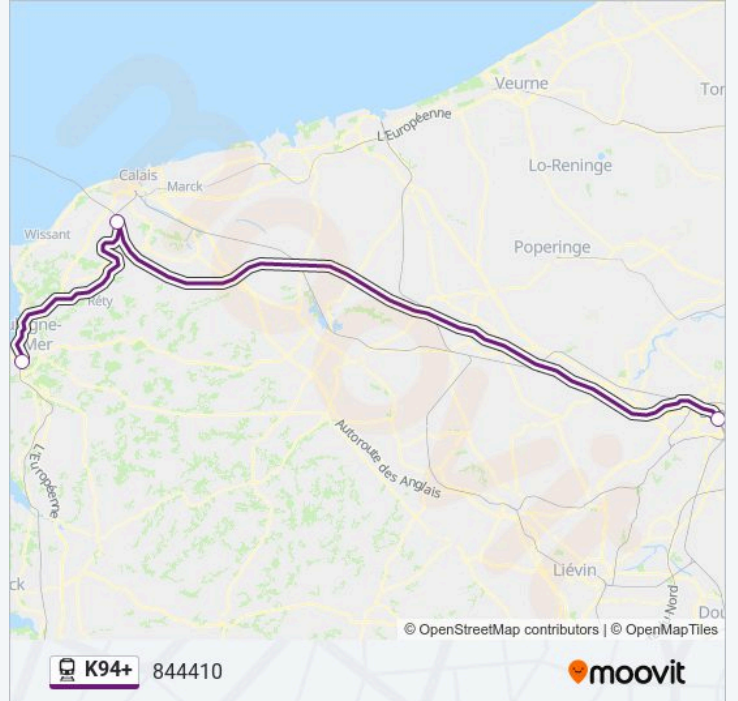 Veurne
Tor
L'Européenne
Calais
Marck
Lo-Reninge
Wissant
Poperinge
Réty
gne-
Mer
Autoroute des Anglais
L'Européenne
Liévin
ck
Nord
Dou
© OpenStreetMap contributors | © OpenMapTiles
K94+ 844410 moovit